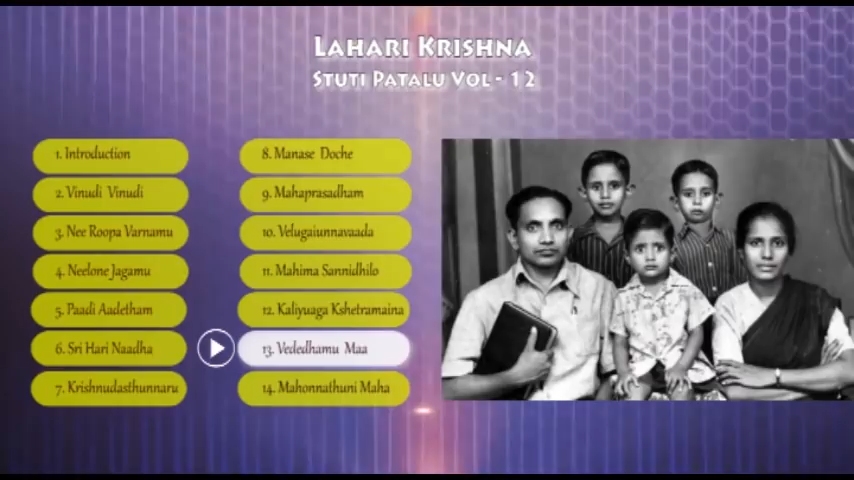 LAHARI KRISHNA
STUTI PATALU VOL - 12
1. Introduction
2. Vinudi Vinudi
3. Nee Roopa Varnamu
4. Neelone Jagamu
5. Paadi Aadetham
6. Sri Hari Naadha
7. Krishnudasthunnaru
8. Manase Doche
9. Mahaprasadham
10. Velugaiunnavaada
11. Mahima Sannidhilo
12. Kaliyuaga Kshetramaina
13. Vededhamu Maa
14. Mahonnathuni Maha